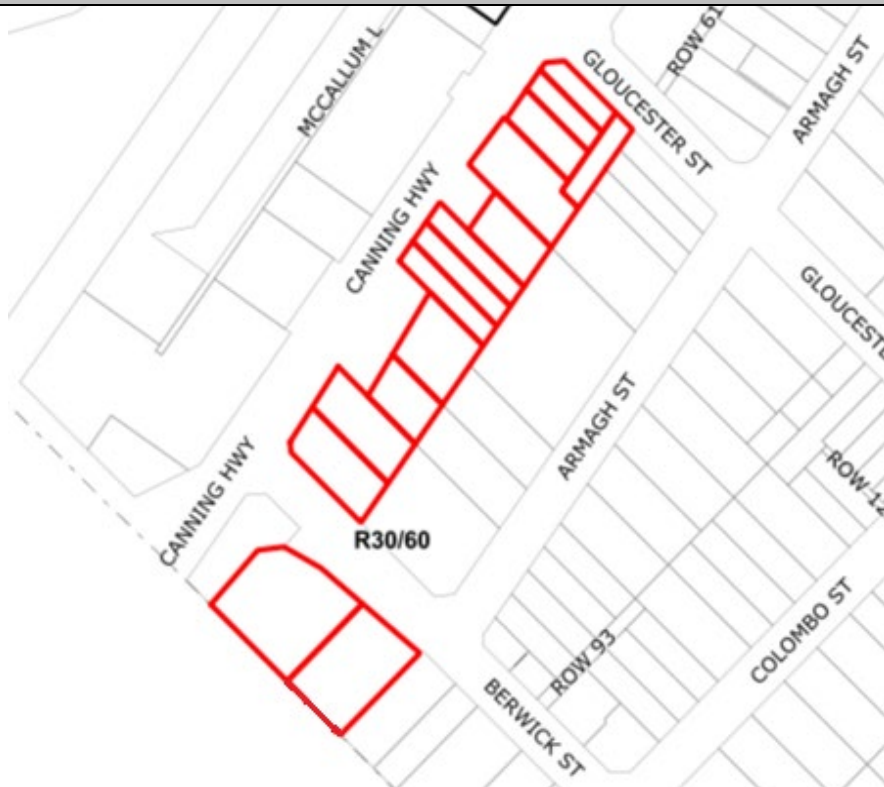 ROW 61
MCCALLUM L
GLOUCESTER ST
ARMAGH ST
CANNING HWY
GLOUCESTE
ARMAGH ST
CANNING HWY
ROW 12
R30/60
COLOMBO ST
ROW 93
BERWICK ST